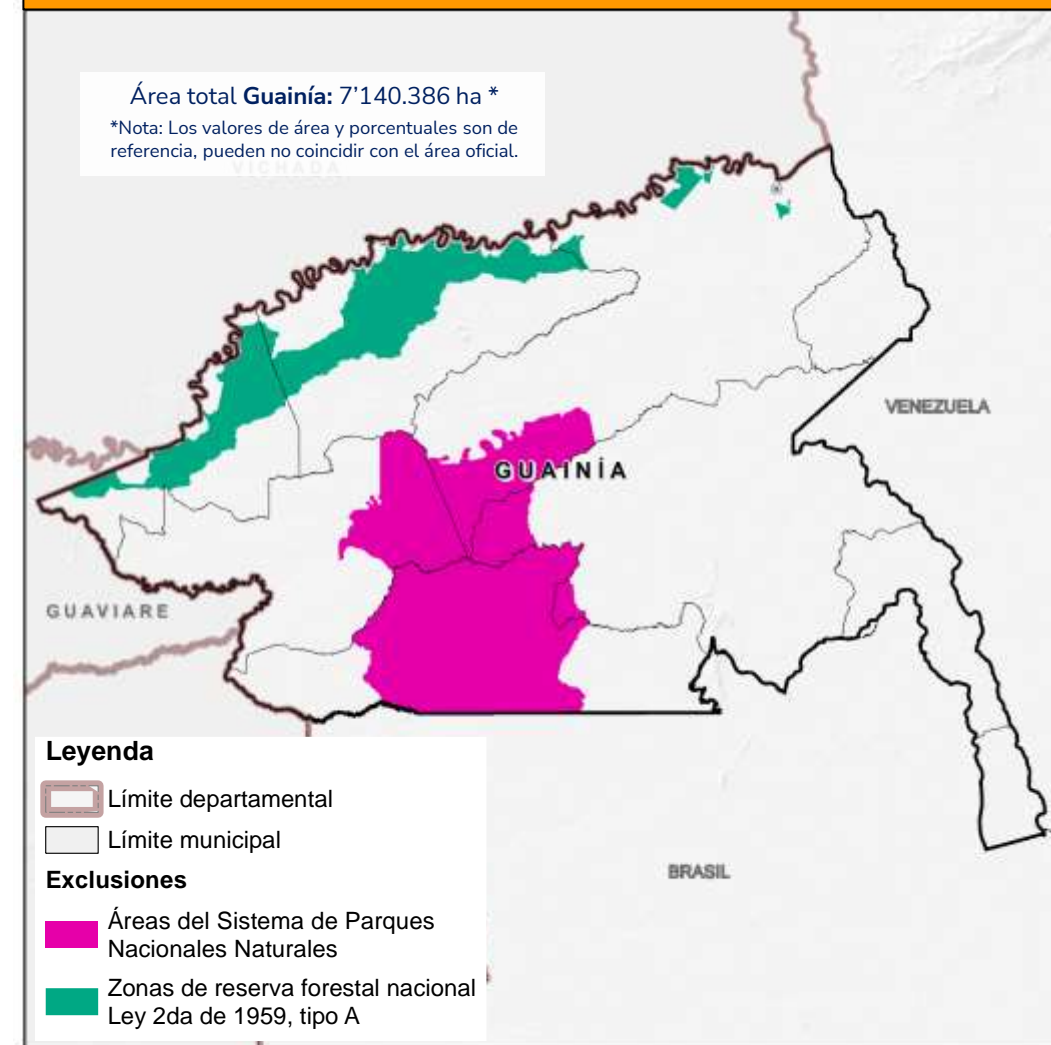 Área total Guainía: 7’140.386 ha *
*Nota: Los valores de área y porcentuales son de
referencia, pueden no coincidir con el área oficial.
VICHADA
VENEZUELA
GUAINÍA
GUAVIARE
BRASIL
Leyenda
Límite departamental
Límite municipal
Exclusiones
Áreas del Sistema de Parques
Nacionales Naturales
Zonas de reserva forestal nacional
Ley 2da de 1959, tipo A